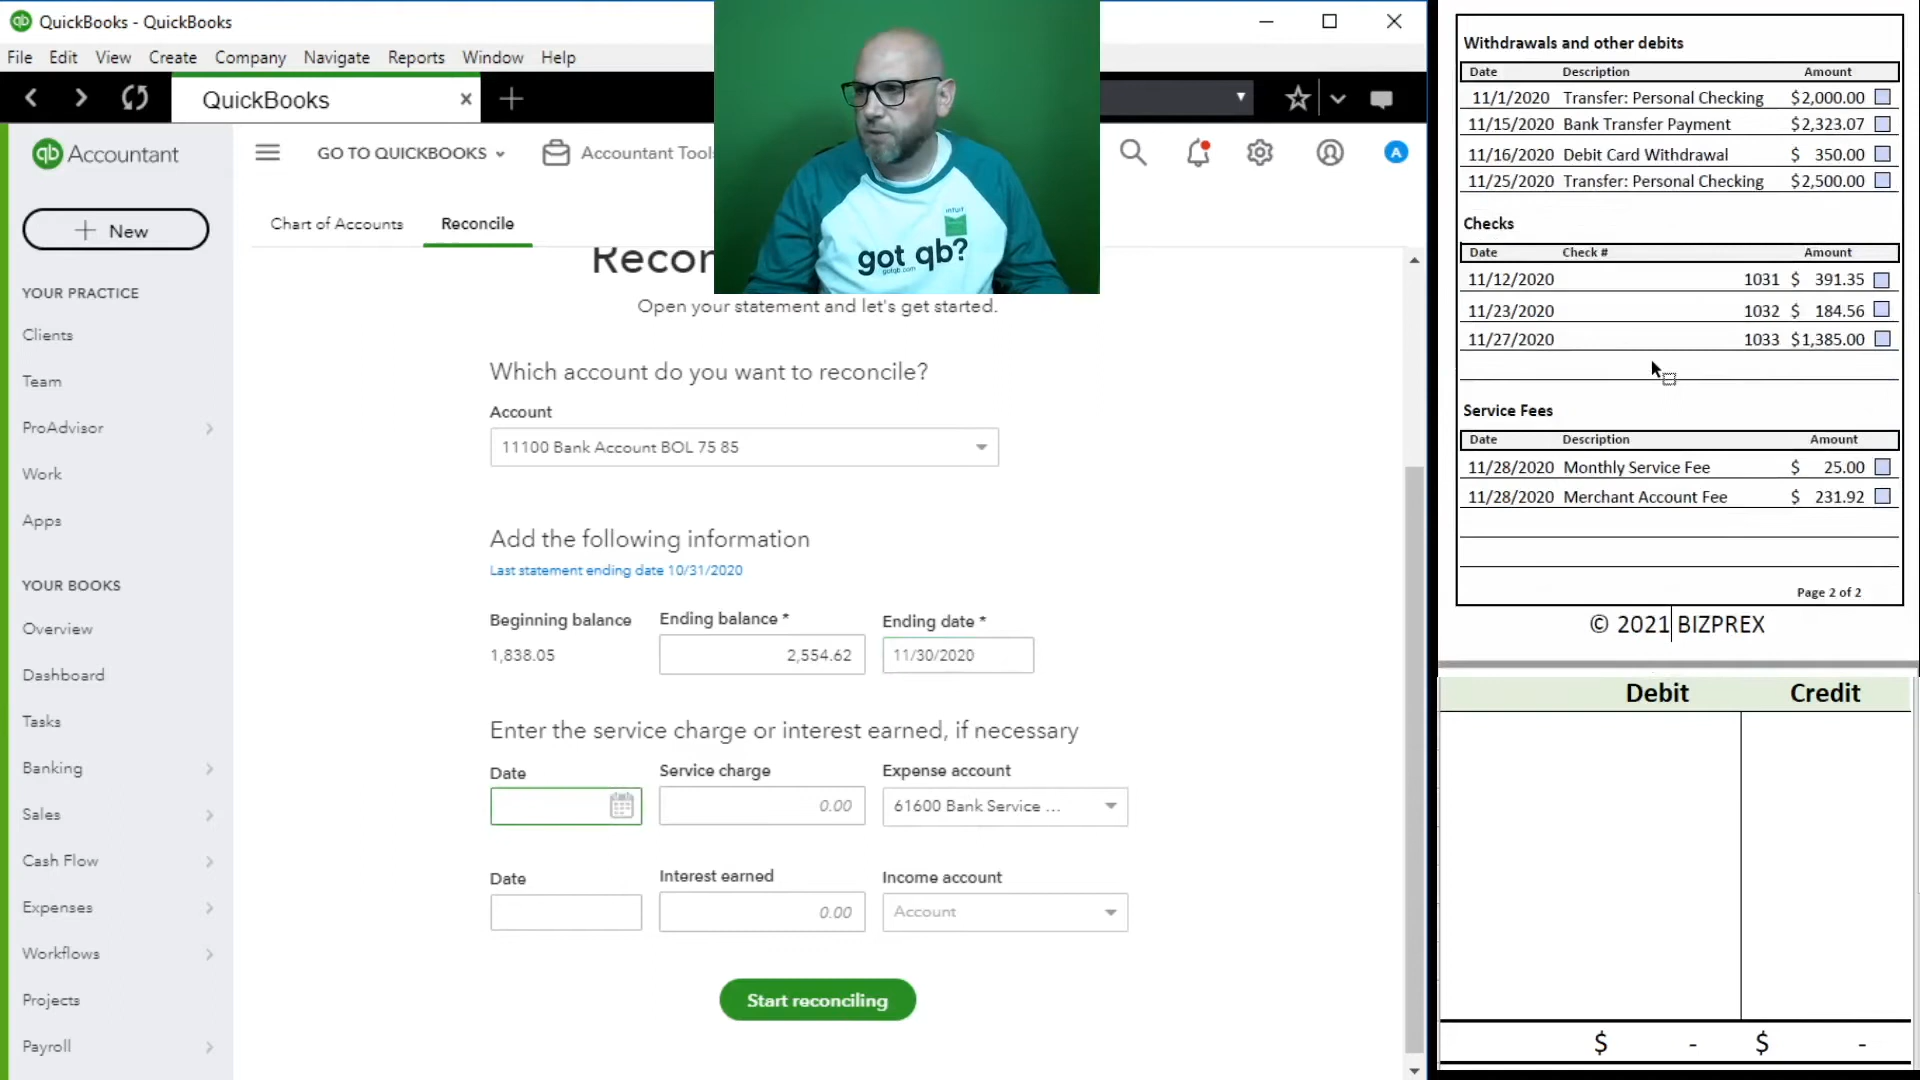 QuickBooks - QuickBooks
File Edit View Create Company Navigate Reports Window Help
QuickBooks
qb Accountant
GO TO QUICKBOOKS
Accountant Tool
A
New
Chart of Accounts
Reconcile
YOUR PRACTICE
Clients
Team
ProAdvisor
Work
Apps
YOUR BOOKS
Overview
Dashboard
Tasks
Banking
Sales
Cash Flow
Expenses
Workflows
Projects
Payroll
intuit
got qb?
gotqb.com
Recon
Open your statement and let's get started.
Which account do you want to reconcile?
Account
11100 Bank Account BOL 75 85
Add the following information
Last statement ending date 10/31/2020
Beginning balance Ending balance * Ending date *
1,838.05 2,554.62 11/30/2020
Enter the service charge or interest earned, if necessary
Date Service charge Expense account
0.00 61600 Bank Service ...
Date Interest earned Income account
0.00 Account
Start reconciling
Withdrawals and other debits
Date Description Amount
11/1/2020 Transfer: Personal Checking $2,000.00
11/15/2020 Bank Transfer Payment $2,323.07
11/16/2020 Debit Card Withdrawal $ 350.00
11/25/2020 Transfer: Personal Checking $2,500.00
Checks
Date Check # Amount
11/12/2020 1031 $ 391.35
11/23/2020 1032 $ 184.56
11/27/2020 1033 $1,385.00
Service Fees
Date Description Amount
11/28/2020 Monthly Service Fee $ 25.00
11/28/2020 Merchant Account Fee $ 231.92
Page 2 of 2
© 2021 BIZPREX
Debit Credit
$ - $ -